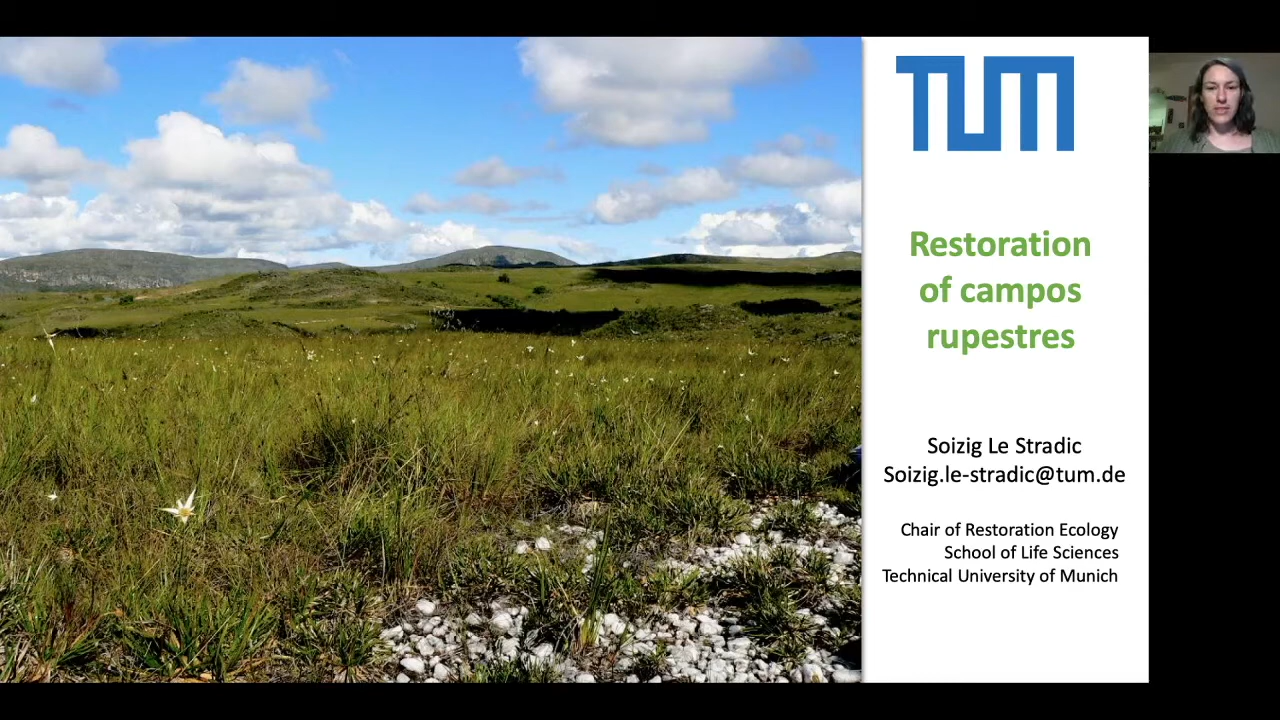 TUM
Restoration
of campos
rupestres
Soizig Le Stradic
Soizig.le-stradic@tum.de
Chair of Restoration Ecology
School of Life Sciences
Technical University of Munich